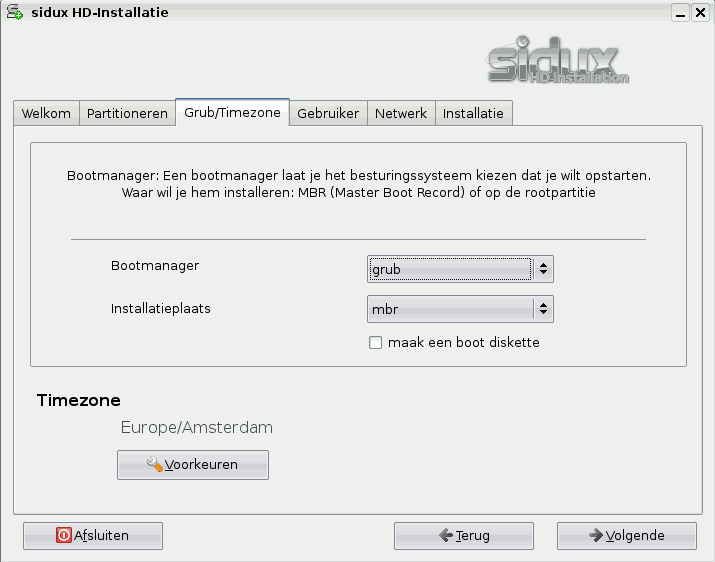 sidux HD-Installatie
sidux
HD-Installation
Welkom
Partitioneren
Grub/Timezone
Gebruiker
Netwerk
Installatie
Bootmanager: Een bootmanager laat je het besturingssysteem kiezen dat je wilt opstarten.
Waar wil je hem installeren: MBR (Master Boot Record) of op de rootpartitie
Bootmanager
grub
Installatieplaats
mbr
maak een boot diskette
Timezone
Europe/Amsterdam
Voorkeuren
Afsluiten
Terug
Volgende